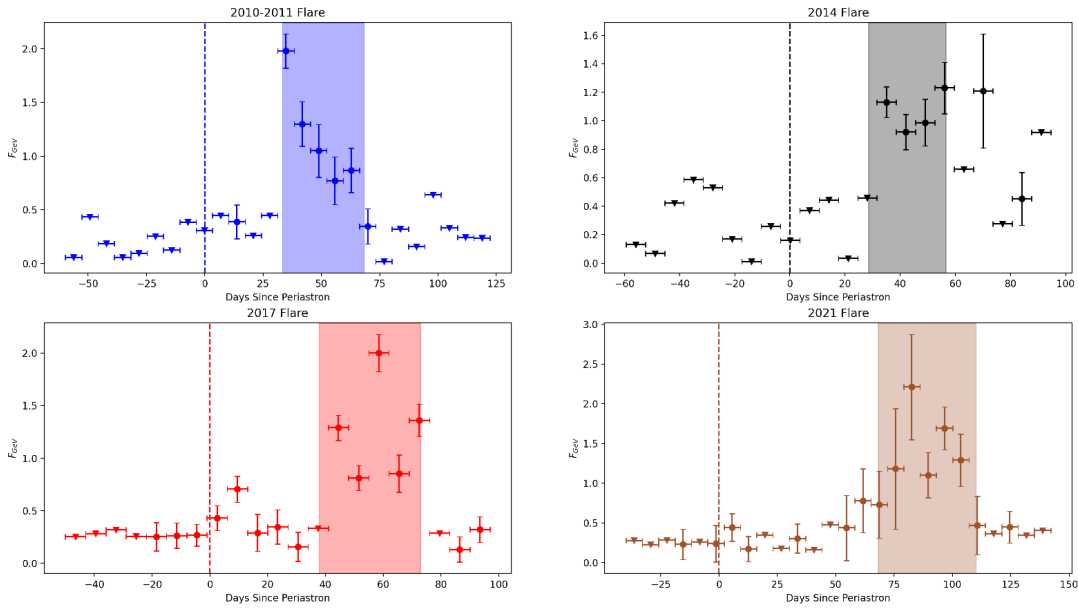 2010-2011 Flare
2.0
1.5
1.0
0.5
0.0
F_GeV
−50 −25 0 25 50 75 100 125
Days Since Periastron
2014 Flare
1.6
1.4
1.2
1.0
0.8
0.6
0.4
0.2
0.0
F_GeV
−60 −40 −20 0 20 40 60 80 100
Days Since Periastron
2017 Flare
2.0
1.5
1.0
0.5
0.0
F_GeV
−40 −20 0 20 40 60 80 100
Days Since Periastron
2021 Flare
3.0
2.5
2.0
1.5
1.0
0.5
0.0
F_GeV
−25 0 25 50 75 100 125 150
Days Since Periastron